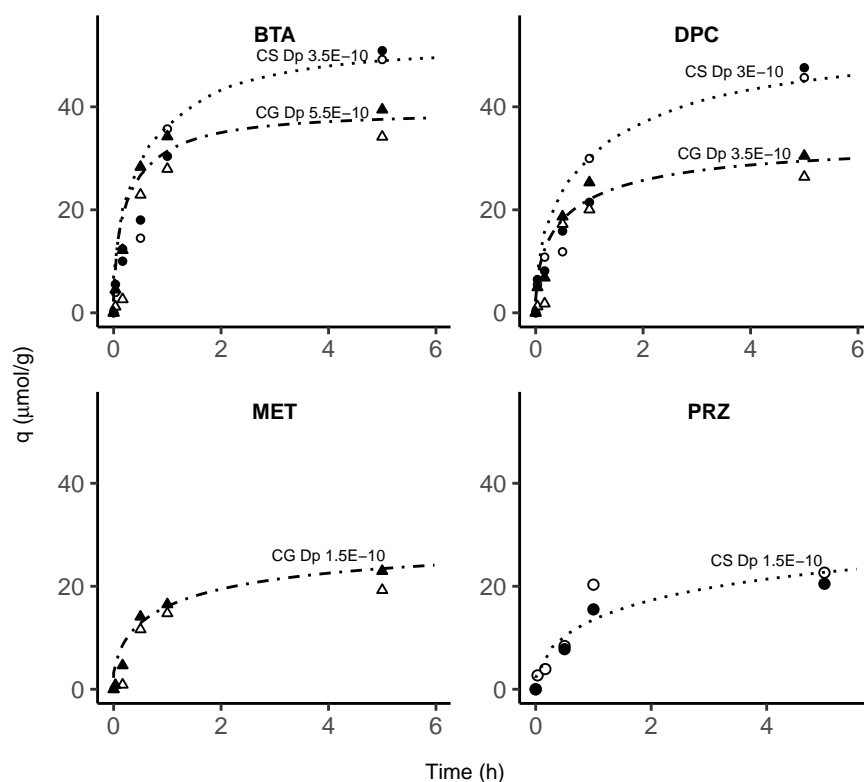 BTA
CS Dp 3.5E−10
CG Dp 5.5E−10
40
20
0
0 2 4 6
DPC
CS Dp 3E−10
CG Dp 3.5E−10
40
20
0
0 2 4 6
q (μmol/g)
MET
CG Dp 1.5E−10
40
20
0
0 2 4 6
PRZ
CS Dp 1.5E−10
40
20
0
0 2 4
Time (h)